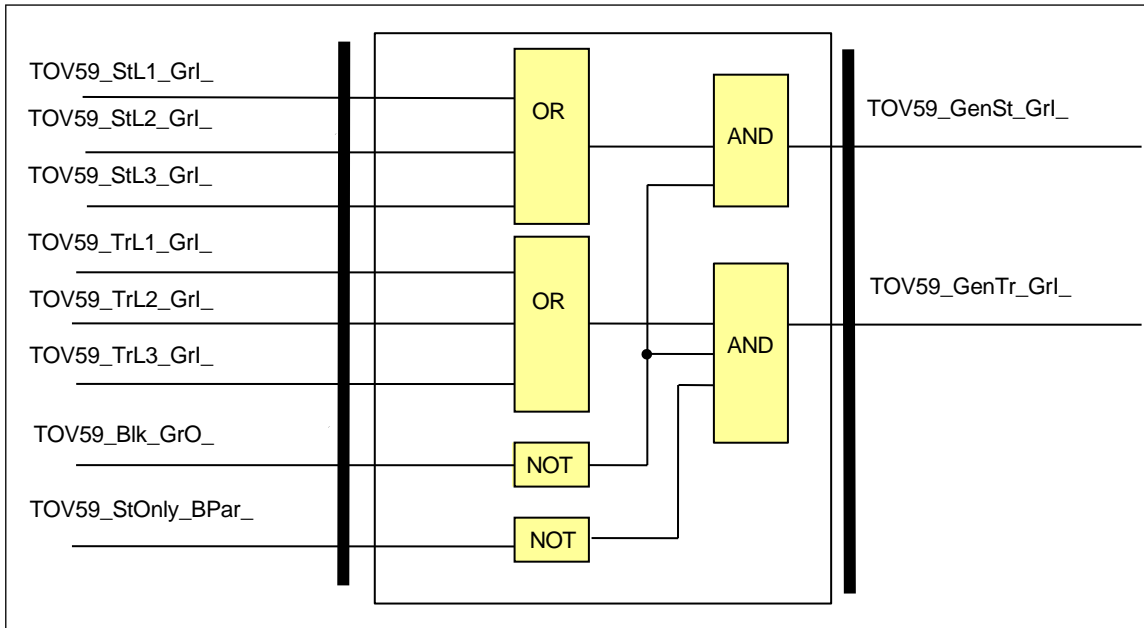 TOV59_StL1_GrI_
TOV59_StL2_GrI_
TOV59_StL3_GrI_
TOV59_TrL1_GrI_
TOV59_TrL2_GrI_
TOV59_TrL3_GrI_
TOV59_Blk_GrO_
TOV59_StOnly_BPar_
OR
OR
NOT
NOT
AND
AND
TOV59_GenSt_GrI_
TOV59_GenTr_GrI_